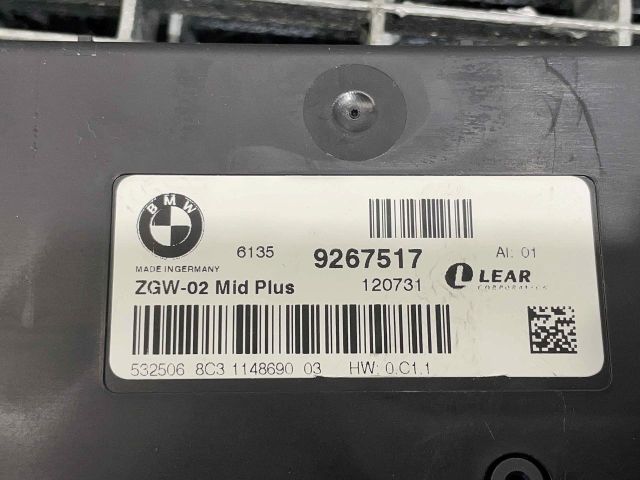 BMW
MADE IN GERMANY
6135 9267517 AI: 01
ZGW-02 Mid Plus 120731 LEAR
CORPORATION
532506 8C3 1148690 03 HW: 0.C1.1